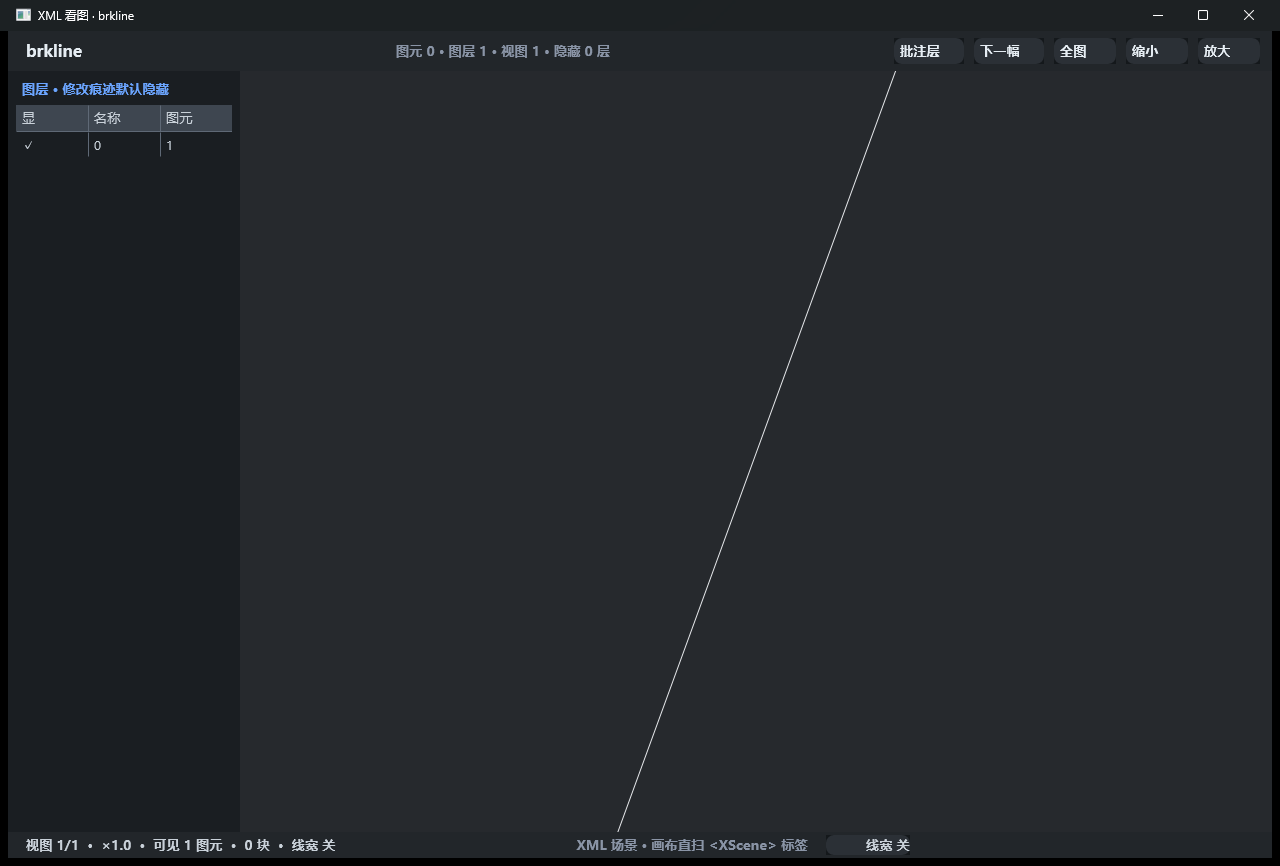 XML 看图 · brkline
brkline
图元 0 • 图层 1 • 视图 1 • 隐藏 0 层
批注层
下一幅
全图
缩小
放大
图层 • 修改痕迹默认隐藏
显 名称 图元
✓ 0 1
视图 1/1 • ×1.0 • 可见 1 图元 • 0 块 • 线宽 关
XML 场景 • 画布直扫 <XScene> 标签
线宽 关